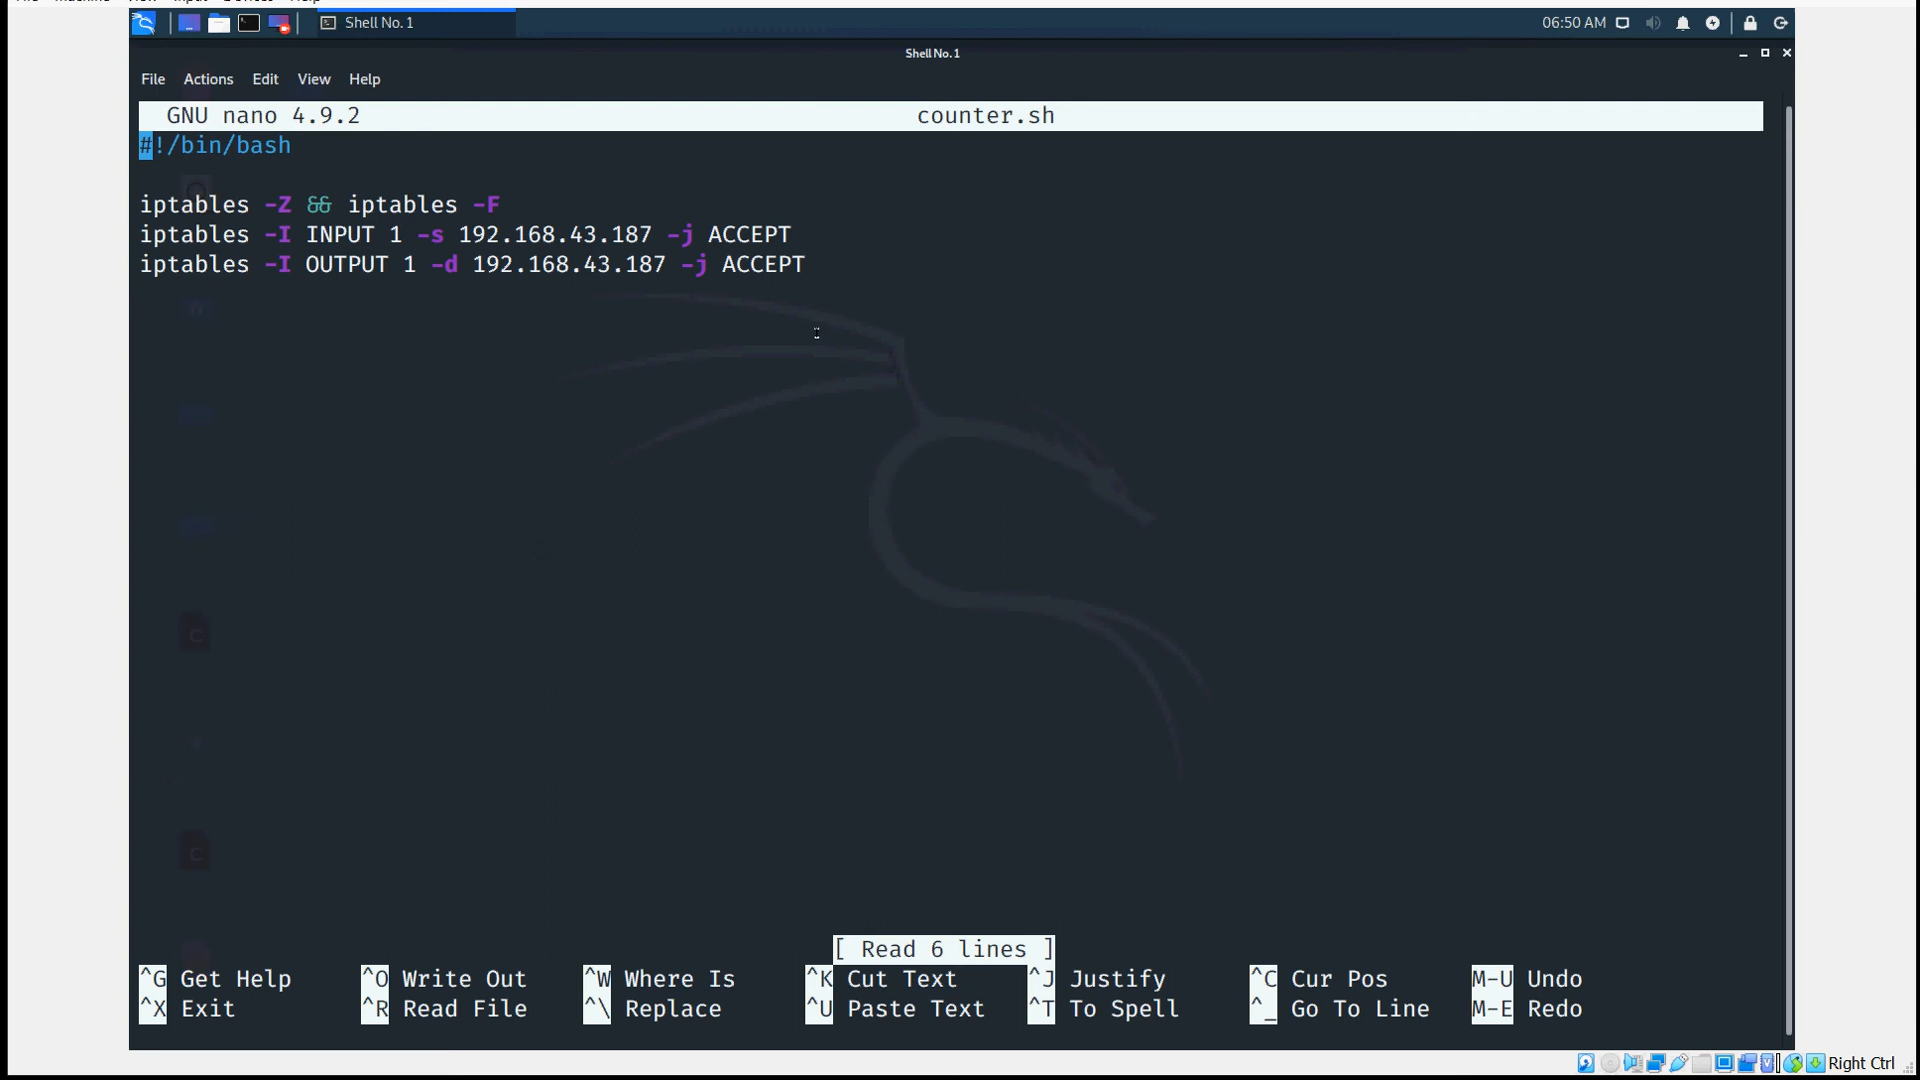 Shell No. 1
06:50 AM
Shell No. 1
File Actions Edit View Help
GNU nano 4.9.2 counter.sh
#!/bin/bash
iptables -Z && iptables -F
iptables -I INPUT 1 -s 192.168.43.187 -j ACCEPT
iptables -I OUTPUT 1 -d 192.168.43.187 -j ACCEPT
[ Read 6 lines ]
^G Get Help ^O Write Out ^W Where Is ^K Cut Text ^J Justify ^C Cur Pos M-U Undo
^X Exit ^R Read File ^\ Replace ^U Paste Text ^T To Spell ^_ Go To Line M-E Redo
Right Ctrl